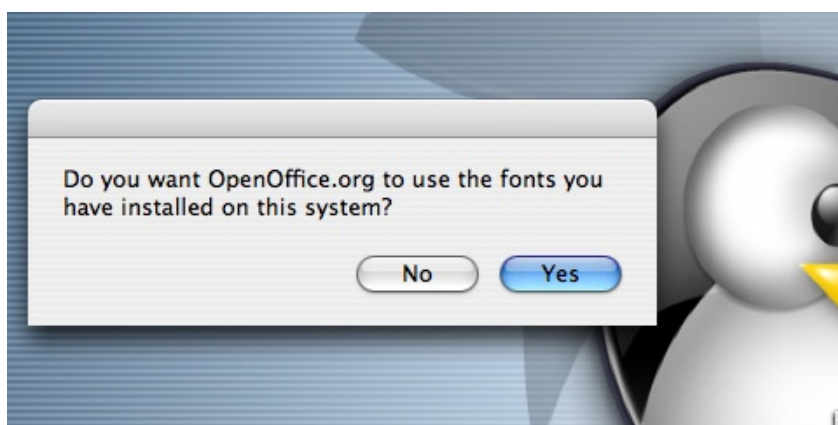 Do you want OpenOffice.org to use the fonts you
have installed on this system?
No Yes